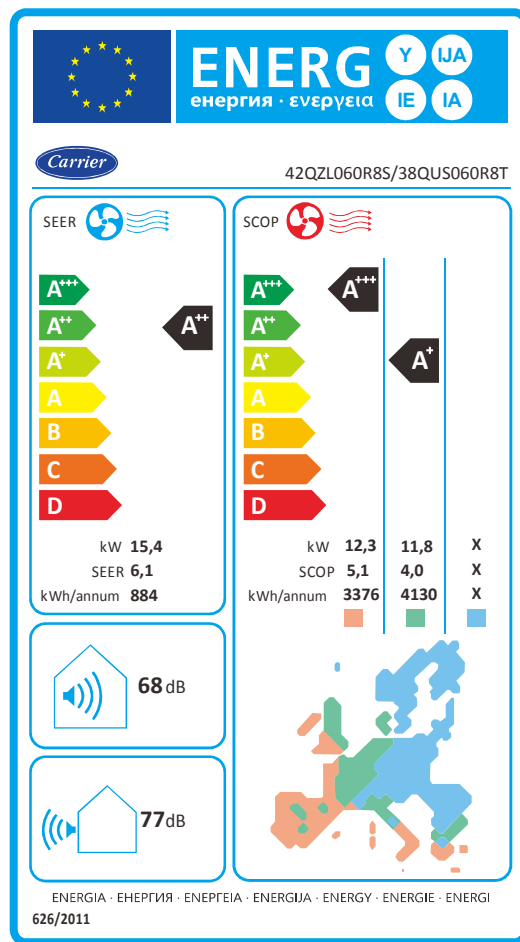 ENERG
енергия · ενεργεια
Y
IJA
IE
IA
Carrier
42QZL060R8S/38QUS060R8T
SEER
A+++
A++
A+
A
B
C
D
A++
kW 15,4
SEER 6,1
kWh/annum 884
SCOP
A+++
A++
A+
A
B
C
D
A+++
A+
kW 12,3 11,8 X
SCOP 5,1 4,0 X
kWh/annum 3376 4130 X
68 dB
77dB
ENERGIA · ЕНЕРГИЯ · ΕΝΕΡΓΕΙΑ · ENERGIJA · ENERGY · ENERGIE · ENERGI
626/2011